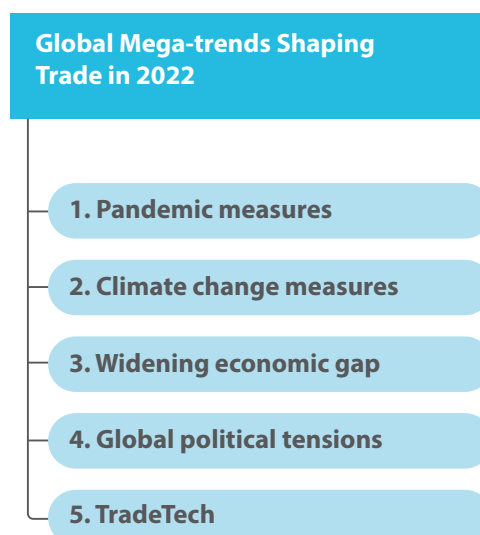 Global Mega-trends Shaping
Trade in 2022
1. Pandemic measures
2. Climate change measures
3. Widening economic gap
4. Global political tensions
5. TradeTech